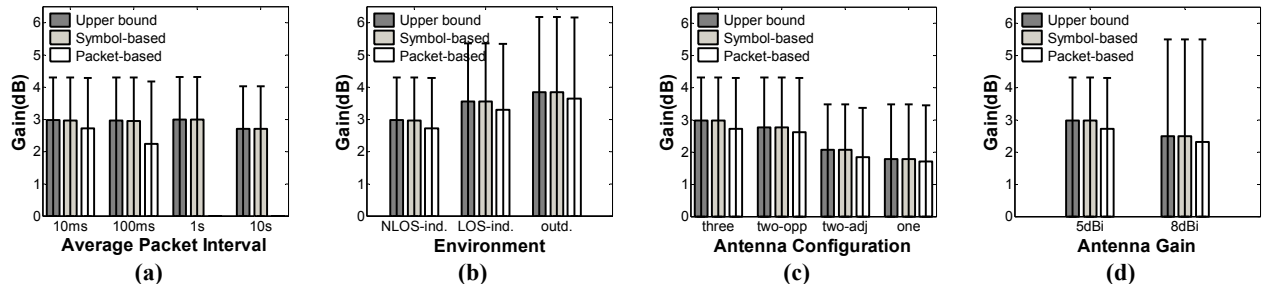 6
5
4
3
2
1
0
Gain(dB)
Upper bound
Symbol-based
Packet-based
10ms 100ms 1s 10s
Average Packet Interval
(a)
6
5
4
3
2
1
0
Gain(dB)
Upper bound
Symbol-based
Packet-based
NLOS-ind. LOS-ind. outd.
Environment
(b)
6
5
4
3
2
1
0
Gain(dB)
Upper bound
Symbol-based
Packet-based
three two-opp two-adj one
Antenna Configuration
(c)
6
5
4
3
2
1
0
Gain(dB)
Upper bound
Symbol-based
Packet-based
5dBi 8dBi
Antenna Gain
(d)